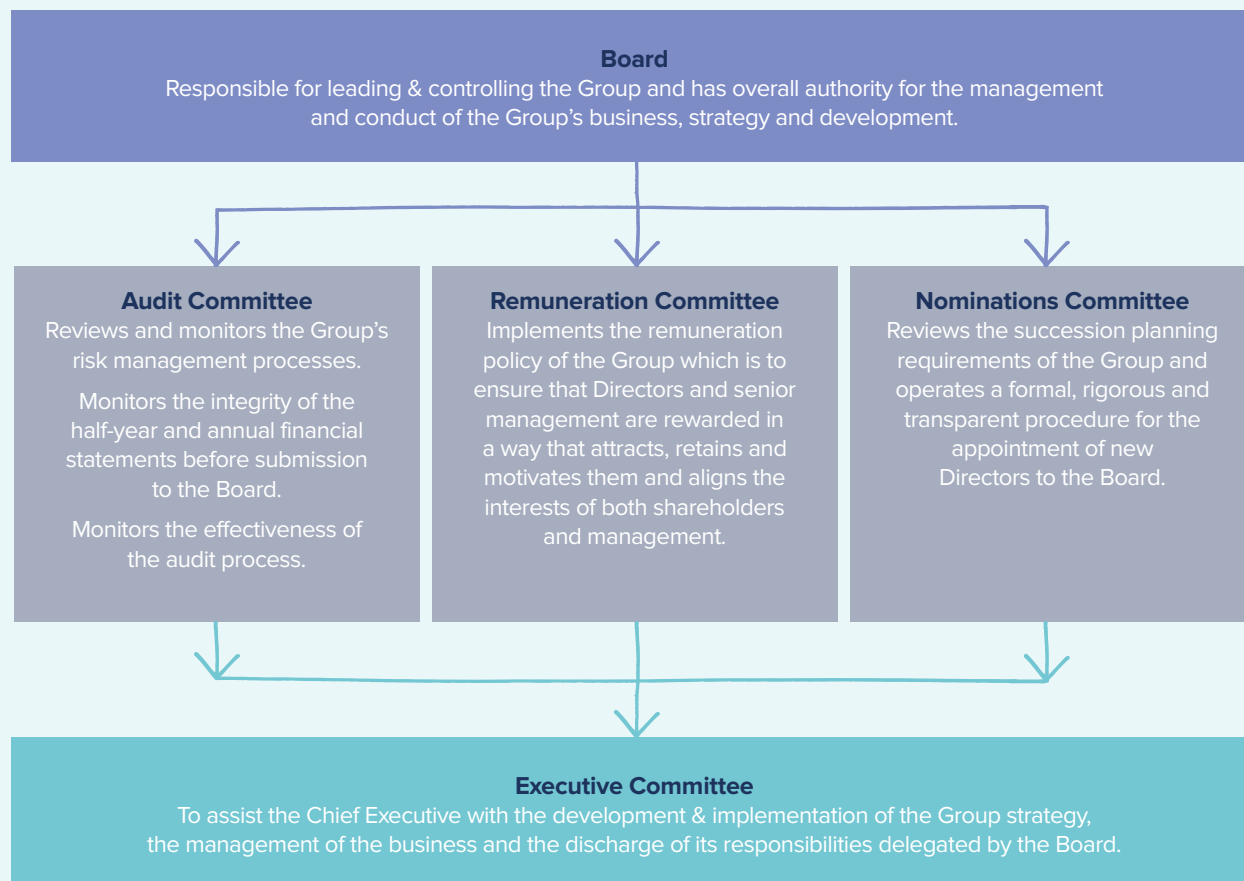 Board
Responsible for leading & controlling the Group and has overall authority for the management
and conduct of the Group’s business, strategy and development.
Audit Committee
Reviews and monitors the Group’s
risk management processes.
Monitors the integrity of the
half-year and annual financial
statements before submission
to the Board.
Monitors the effectiveness of
the audit process.
Remuneration Committee
Implements the remuneration
policy of the Group which is to
ensure that Directors and senior
management are rewarded in
a way that attracts, retains and
motivates them and aligns the
interests of both shareholders
and management.
Nominations Committee
Reviews the succession planning
requirements of the Group and
operates a formal, rigorous and
transparent procedure for the
appointment of new
Directors to the Board.
Executive Committee
To assist the Chief Executive with the development & implementation of the Group strategy,
the management of the business and the discharge of its responsibilities delegated by the Board.